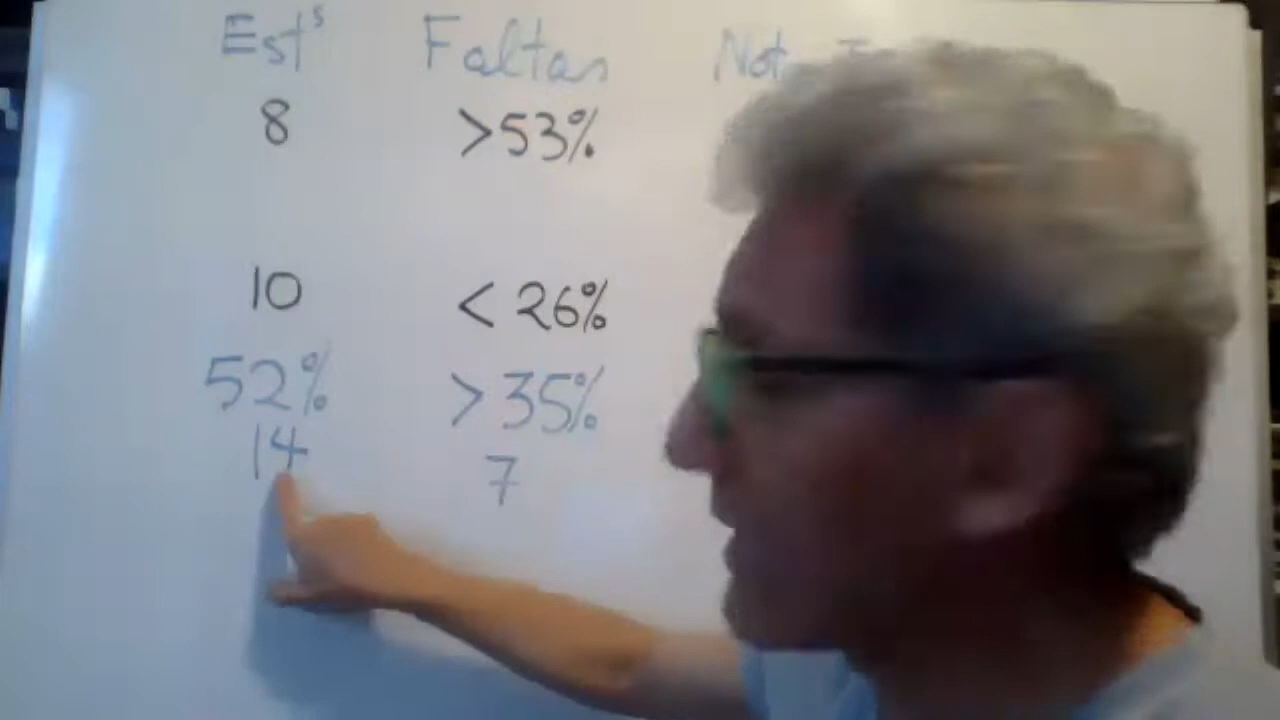 Est^s Faltas Not
8 >53%
10 < 26%
52% >35%
14 7